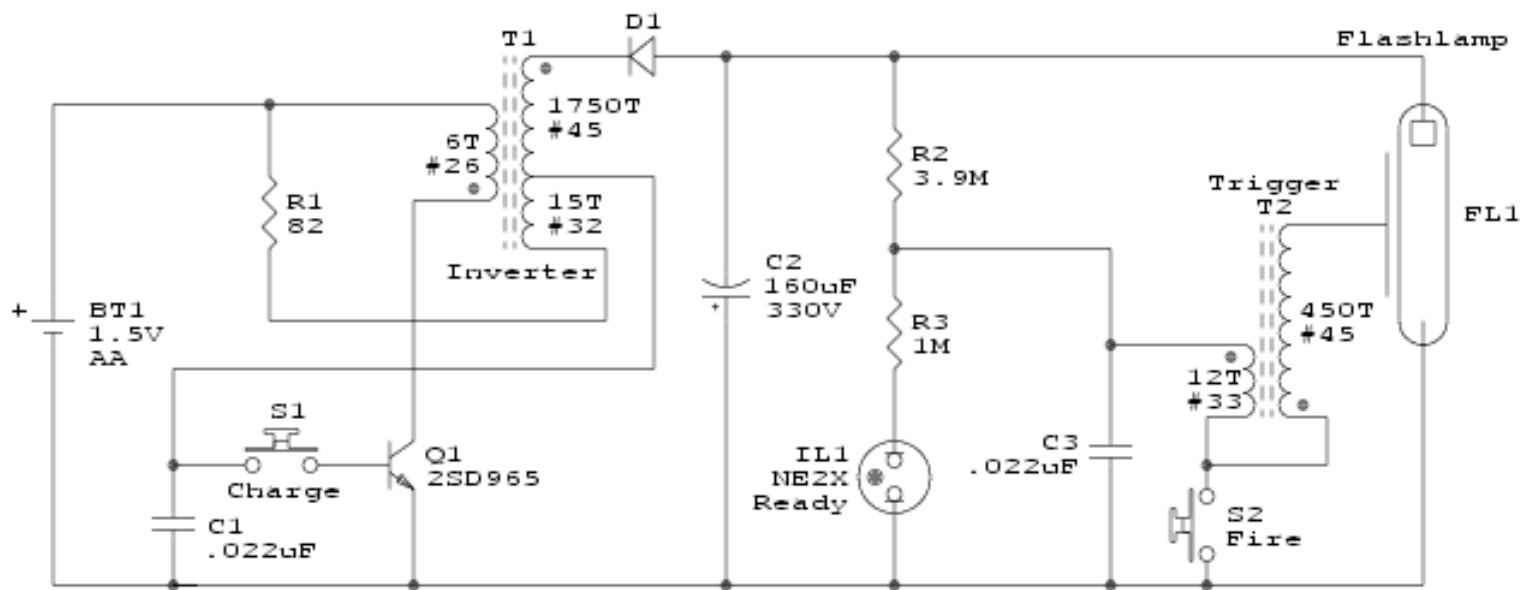 D1
T1
Flashlamp
1750T
#45
6T
#26
R2
3.9M
Trigger
T2
R1
82
15T
#32
FL1
Inverter
C2
160uF
330V
+
+
BT1
1.5V
AA
R3
1M
450T
#45
12T
#33
S1
Q1
2SD965
Charge
IL1
NE2X
Ready
C3
.022uF
C1
.022uF
S2
Fire